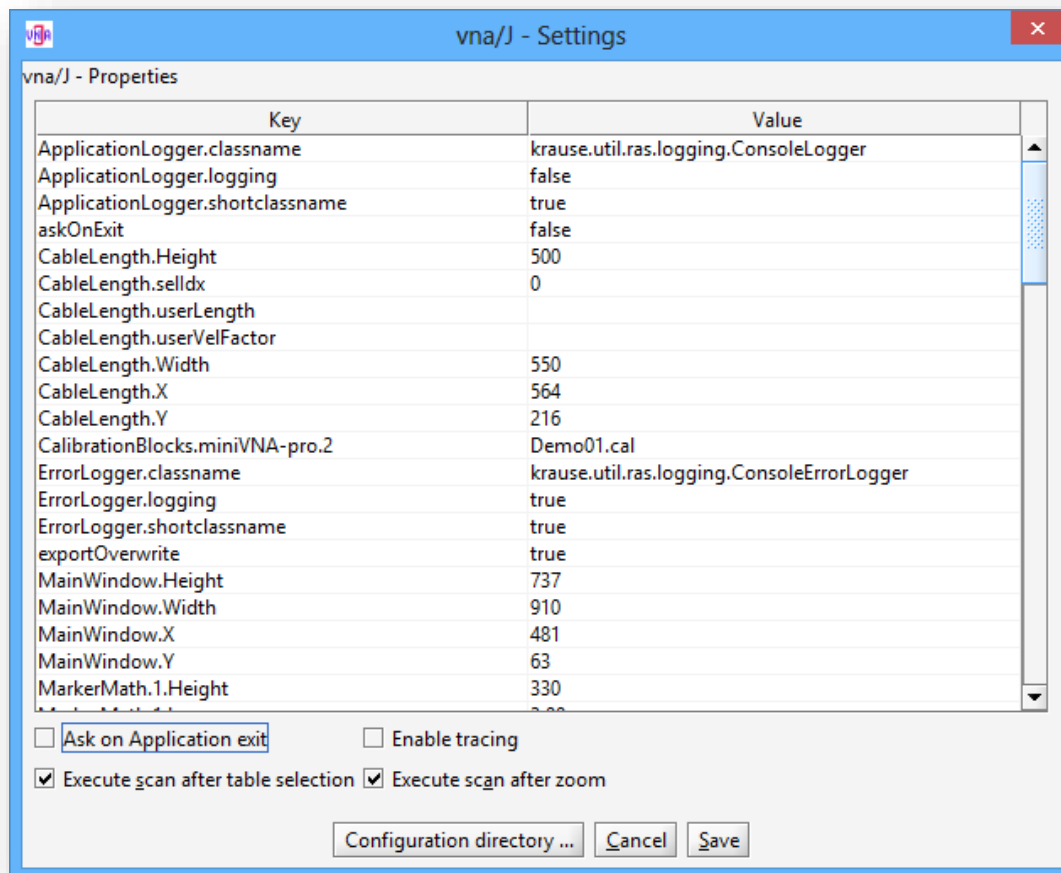 vna/J - Settings
vna/J - Properties
Key Value
ApplicationLogger.classname krause.util.ras.logging.ConsoleLogger
ApplicationLogger.logging false
ApplicationLogger.shortclassname true
askOnExit false
CableLength.Height 500
CableLength.selIdx 0
CableLength.userLength
CableLength.userVelFactor
CableLength.Width 550
CableLength.X 564
CableLength.Y 216
CalibrationBlocks.miniVNA-pro.2 Demo01.cal
ErrorLogger.classname krause.util.ras.logging.ConsoleErrorLogger
ErrorLogger.logging true
ErrorLogger.shortclassname true
exportOverwrite true
MainWindow.Height 737
MainWindow.Width 910
MainWindow.X 481
MainWindow.Y 63
MarkerMath.1.Height 330
Ask on Application exit Enable tracing
Execute scan after table selection Execute scan after zoom
Configuration directory ... Cancel Save